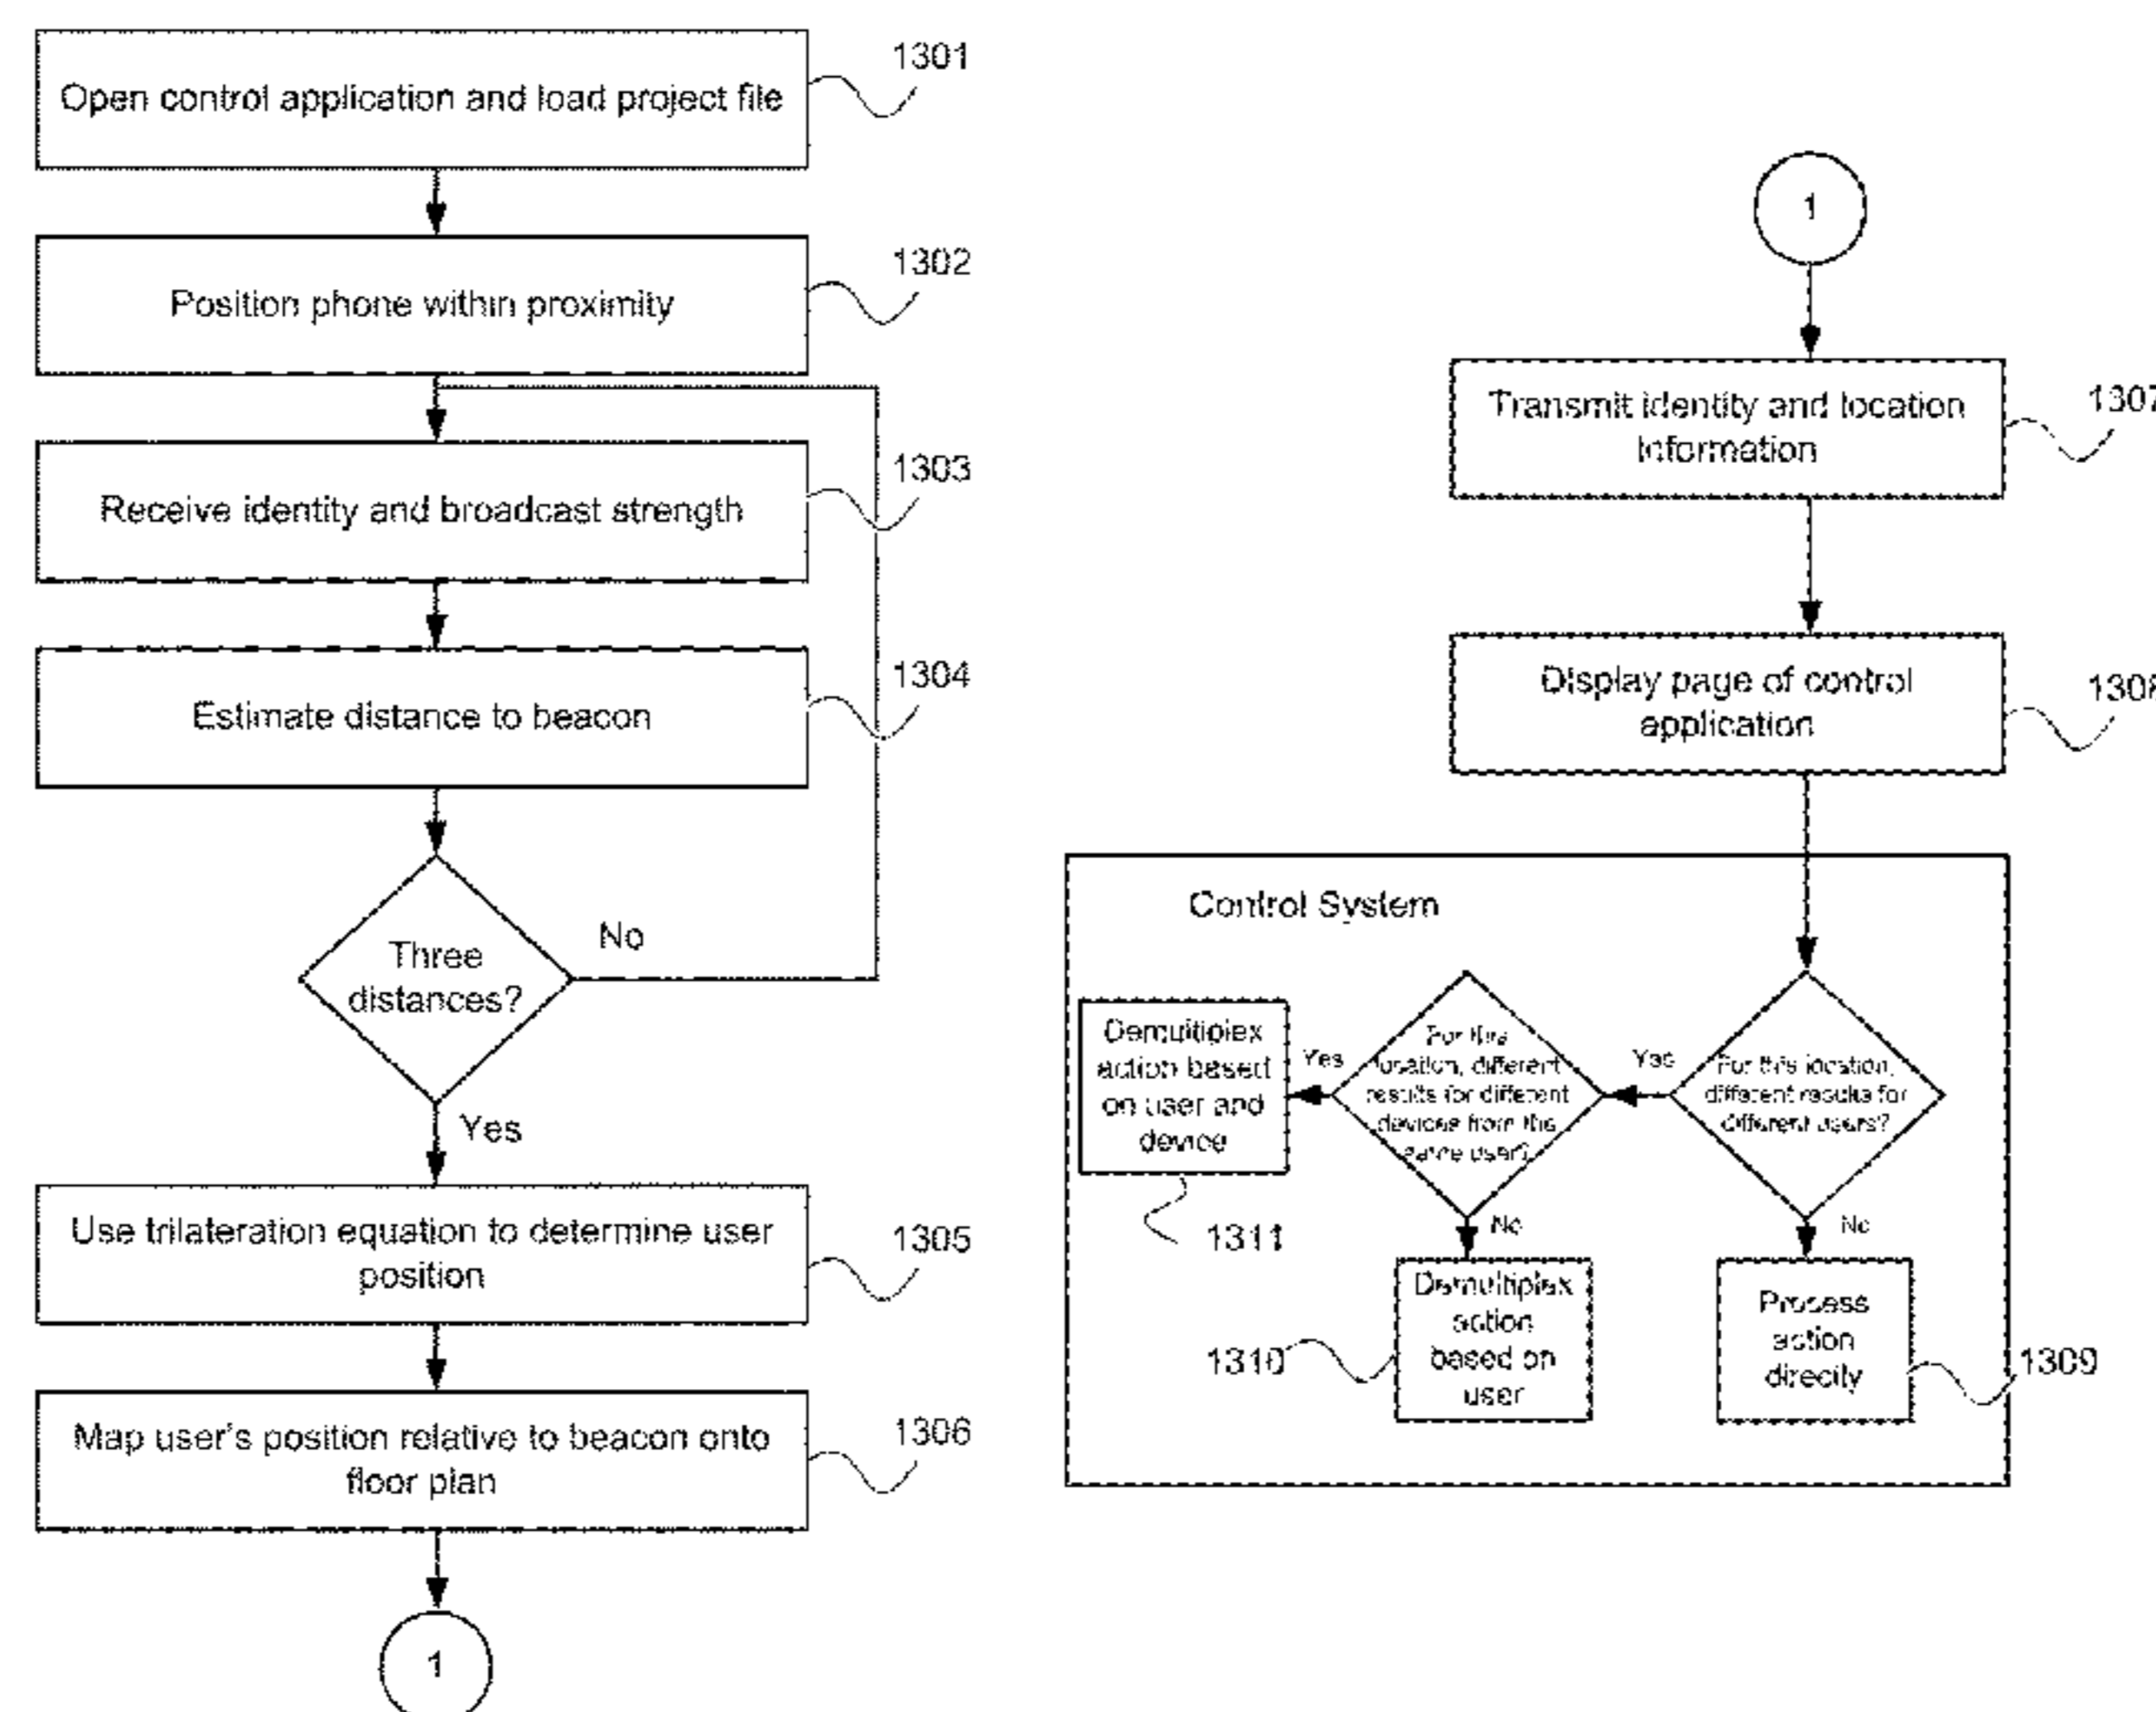 Open control application and load project file
1301
Position phone within proximity
1302
Receive identity and broadcast strength
1303
Estimate distance to beacon
1304
Three
distances?
No
Yes
Use trilateration equation to determine user
position
1305
Map user's position relative to beacon onto
floor plan
1306
1
1
Transmit identity and location
Information
1307
Display page of control
application
1308
Control System
For this location,
different results for
different users?
Yes
No
For this
location, different
results for different
devices from the
same user?
Yes
No
Demultiplex
action based
on user and
device
1311
Demultiplex
action
based on
user
1310
Process
action
directly
1309